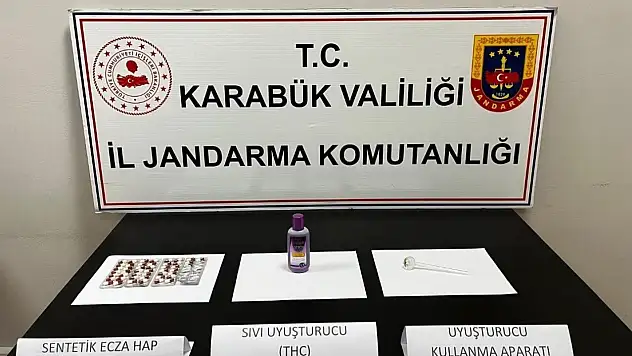 T.C.
KARABÜK VALİLİĞİ
İL JANDARMA KOMUTANLIĞI
JANDARMA
SENTETİK ECZA HAP
SIVI UYUŞTURUCU
(THC)
UYUŞTURUCU
KULLANMA APARATI